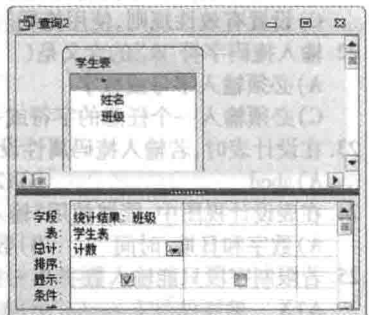 查询2
学生表
*
姓名
班级
字段: 统计结果: 班级
表: 学生表
总计: 计数
排序:
显示:
条件: